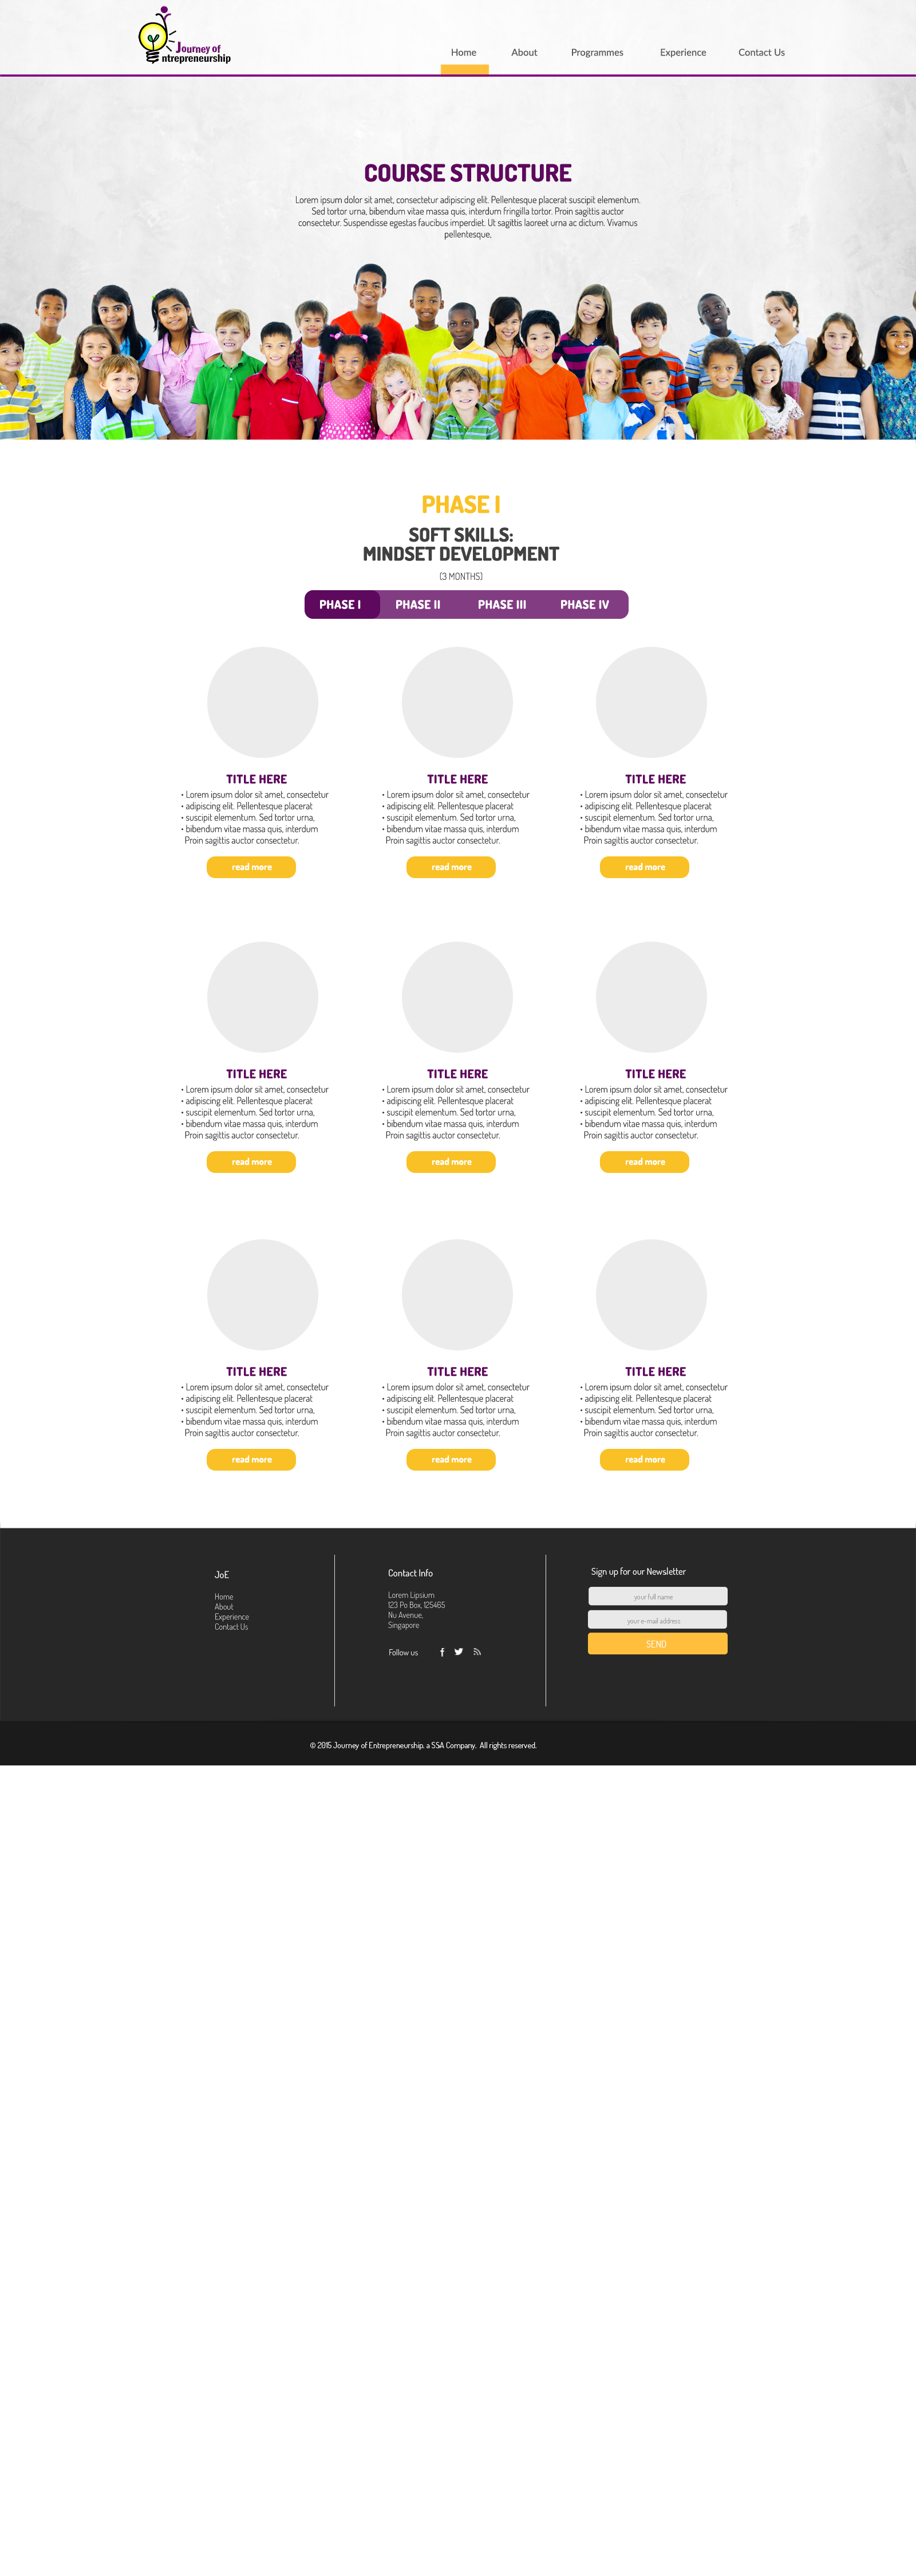 Journey of
ntrepreneurship
Home About Programmes Experience Contact Us
COURSE STRUCTURE
Lorem ipsum dolor sit amet, consectetur adipiscing elit. Pellentesque placerat suscipit elementum.
Sed tortor urna, bibendum vitae massa quis, interdum fringilla tortor. Proin sagittis auctor
consectetur. Suspendisse egestas faucibus imperdiet. Ut sagittis laoreet urna ac dictum. Vivamus
pellentesque,
PHASE I
SOFT SKILLS:
MINDSET DEVELOPMENT
(3 MONTHS)
PHASE I PHASE II PHASE III PHASE IV
TITLE HERE
• Lorem ipsum dolor sit amet, consectetur
• adipiscing elit. Pellentesque placerat
• suscipit elementum. Sed tortor urna,
• bibendum vitae massa quis, interdum
Proin sagittis auctor consectetur.
read more
TITLE HERE
• Lorem ipsum dolor sit amet, consectetur
• adipiscing elit. Pellentesque placerat
• suscipit elementum. Sed tortor urna,
• bibendum vitae massa quis, interdum
Proin sagittis auctor consectetur.
read more
TITLE HERE
• Lorem ipsum dolor sit amet, consectetur
• adipiscing elit. Pellentesque placerat
• suscipit elementum. Sed tortor urna,
• bibendum vitae massa quis, interdum
Proin sagittis auctor consectetur.
read more
TITLE HERE
• Lorem ipsum dolor sit amet, consectetur
• adipiscing elit. Pellentesque placerat
• suscipit elementum. Sed tortor urna,
• bibendum vitae massa quis, interdum
Proin sagittis auctor consectetur.
read more
TITLE HERE
• Lorem ipsum dolor sit amet, consectetur
• adipiscing elit. Pellentesque placerat
• suscipit elementum. Sed tortor urna,
• bibendum vitae massa quis, interdum
Proin sagittis auctor consectetur.
read more
TITLE HERE
• Lorem ipsum dolor sit amet, consectetur
• adipiscing elit. Pellentesque placerat
• suscipit elementum. Sed tortor urna,
• bibendum vitae massa quis, interdum
Proin sagittis auctor consectetur.
read more
TITLE HERE
• Lorem ipsum dolor sit amet, consectetur
• adipiscing elit. Pellentesque placerat
• suscipit elementum. Sed tortor urna,
• bibendum vitae massa quis, interdum
Proin sagittis auctor consectetur.
read more
TITLE HERE
• Lorem ipsum dolor sit amet, consectetur
• adipiscing elit. Pellentesque placerat
• suscipit elementum. Sed tortor urna,
• bibendum vitae massa quis, interdum
Proin sagittis auctor consectetur.
read more
TITLE HERE
• Lorem ipsum dolor sit amet, consectetur
• adipiscing elit. Pellentesque placerat
• suscipit elementum. Sed tortor urna,
• bibendum vitae massa quis, interdum
Proin sagittis auctor consectetur.
read more
JoE
Home
About
Experience
Contact Us
Contact Info
Lorem Lipsium
123 Po Box, 125465
Nu Avenue,
Singapore
Follow us
Sign up for our Newsletter
your full name
your e-mail address
SEND
© 2015 Journey of Entrepreneurship, a SSA Company. All rights reserved.